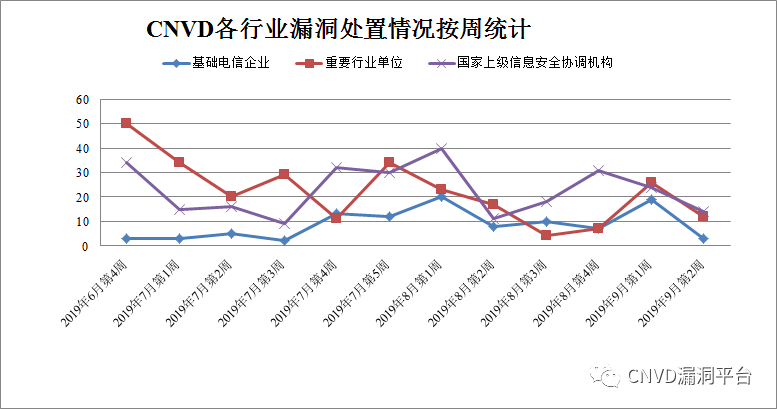 CNVD各行业漏洞处置情况按周统计
基础电信企业 重要行业单位 国家上级信息安全协调机构
60
50
40
30
20
10
0
2019年6月第4周
2019年7月第1周
2019年7月第2周
2019年7月第3周
2019年7月第4周
2019年7月第5周
2019年8月第1周
2019年8月第2周
2019年8月第3周
2019年8月第4周
2019年9月第1周
2019年9月第2周
CNVD漏洞平台